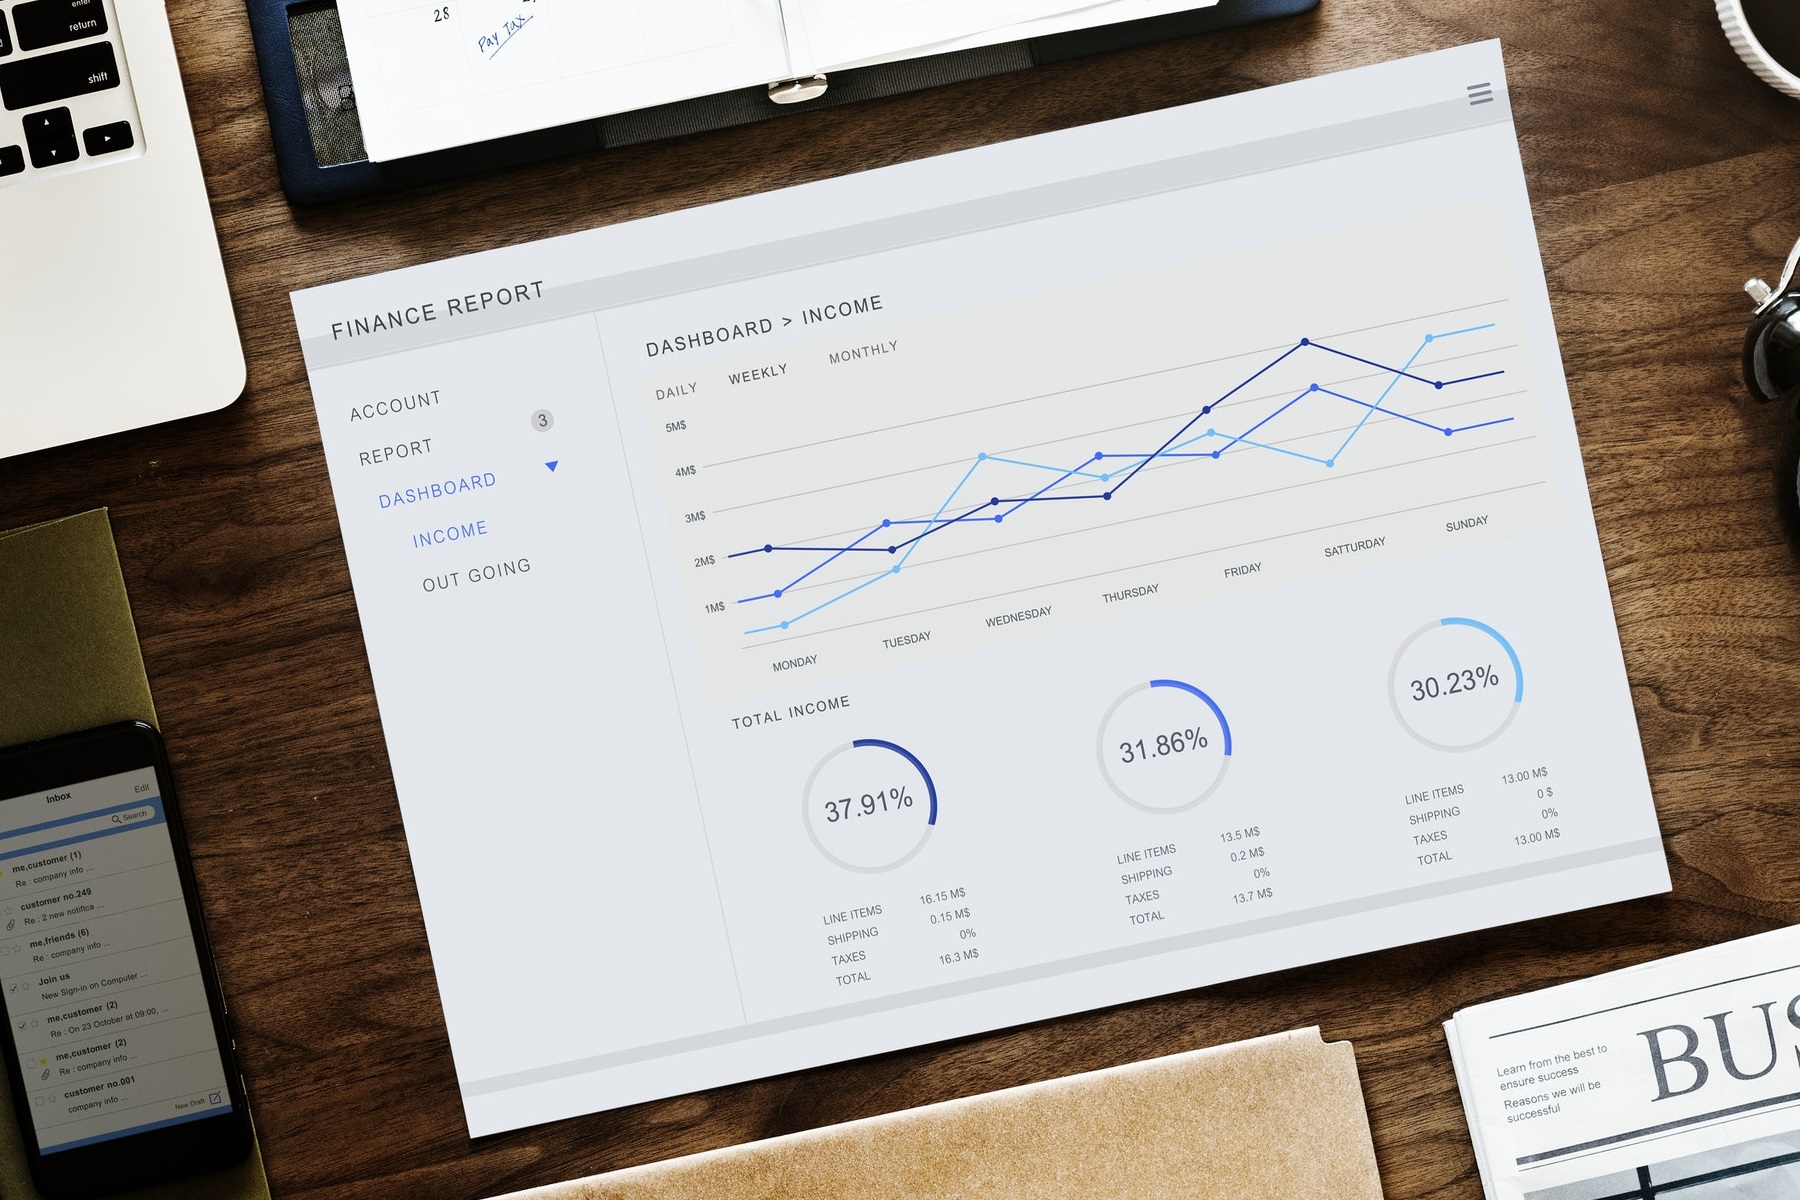 enter
return
shift
28
Pay Tax
FINANCE REPORT
ACCOUNT
REPORT 3
DASHBOARD
INCOME
OUT GOING
DASHBOARD > INCOME
DAILY WEEKLY MONTHLY
5M$
4M$
3M$
2M$
1M$
MONDAY TUESDAY WEDNESDAY THURSDAY FRIDAY SATTURDAY SUNDAY
TOTAL INCOME
37.91%
LINE ITEMS 16.15 M$
SHIPPING 0.15 M$
TAXES 0%
TOTAL 16.3 M$
31.86%
LINE ITEMS 13.5 M$
SHIPPING 0.2 M$
TAXES 0%
TOTAL 13.7 M$
30.23%
LINE ITEMS 13.00 M$
SHIPPING 0 $
TAXES 0%
TOTAL 13.00 M$
Inbox Edit
Search
me,customer (1)
Re : company info ...
customer no.249
Re : 2 new notiftca ...
me,friends (6)
Re : company info ...
Join us
New Sign-in on Computer ...
me,customer (2)
Re : On 23 October at 09:00, ...
me,customer (2)
Re : company info ...
customer no.001
company info ...
New Draft
Learn from the best to
ensure success
Reasons we will be
successful
BUS